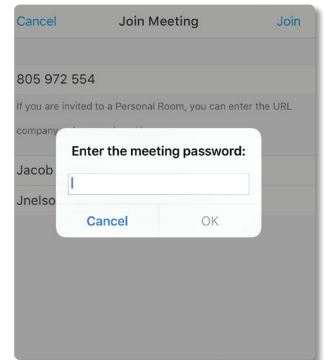 Cancel Join Meeting Join
805 972 554
If you are invited to a Personal Room, you can enter the URL
company
Enter the meeting password:
Jacob
Jnelso
Cancel OK